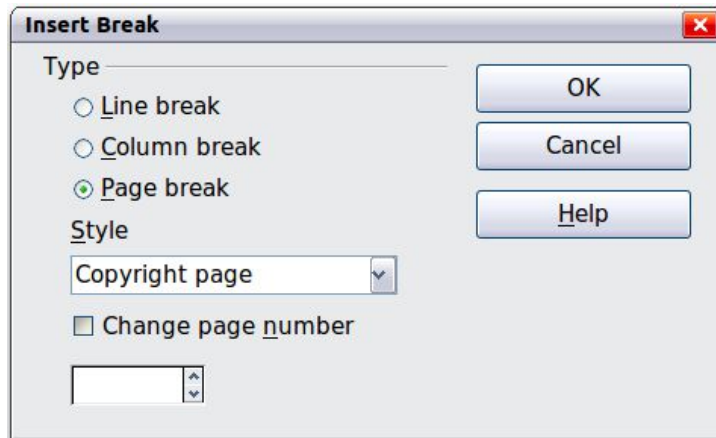 Insert Break
Type
Line break
Column break
Page break
Style
Copyright page
Change page number
OK
Cancel
Help